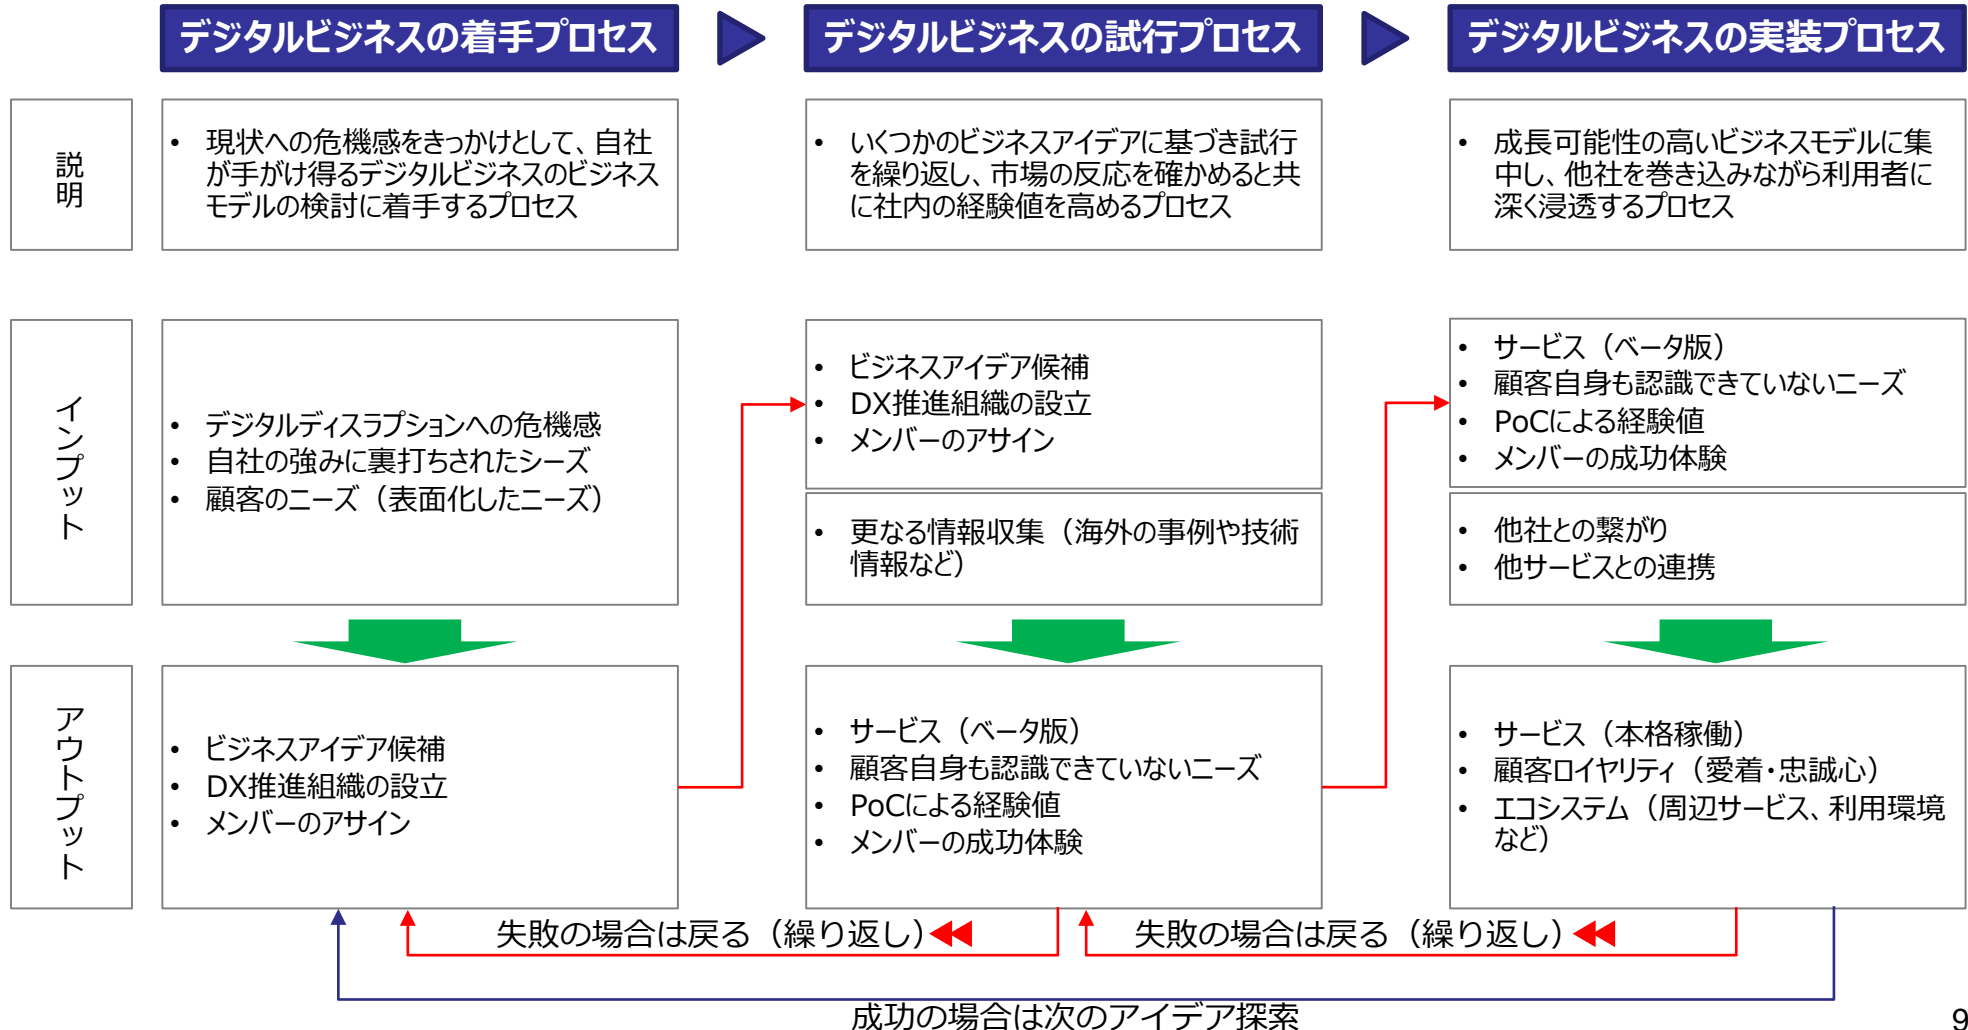 デジタルビジネスの着手プロセス
デジタルビジネスの試行プロセス
デジタルビジネスの実装プロセス
説明
• 現状への危機感をきっかけとして、自社
が手がけ得るデジタルビジネスのビジネス
モデルの検討に着手するプロセス
• いくつかのビジネスアイデアに基づき試行
を繰り返し、市場の反応を確かめると共
に社内の経験値を高めるプロセス
• 成長可能性の高いビジネスモデルに集
中し、他社を巻き込みながら利用者に
深く浸透するプロセス
インプット
• デジタルディスラプションへの危機感
• 自社の強みに裏打ちされたシーズ
• 顧客のニーズ（表面化したニーズ）
• ビジネスアイデア候補
• DX推進組織の設立
• メンバーのアサイン
• 更なる情報収集（海外の事例や技術
情報など）
• サービス（ベータ版）
• 顧客自身も認識できていないニーズ
• PoCによる経験値
• メンバーの成功体験
• 他社との繋がり
• 他サービスとの連携
アウトプット
• ビジネスアイデア候補
• DX推進組織の設立
• メンバーのアサイン
• サービス（ベータ版）
• 顧客自身も認識できていないニーズ
• PoCによる経験値
• メンバーの成功体験
• サービス（本格稼働）
• 顧客ロイヤリティ（愛着・忠誠心）
• エコシステム（周辺サービス、利用環境
など）
失敗の場合は戻る（繰り返し）
失敗の場合は戻る（繰り返し）
成功の場合は次のアイデア探索
9